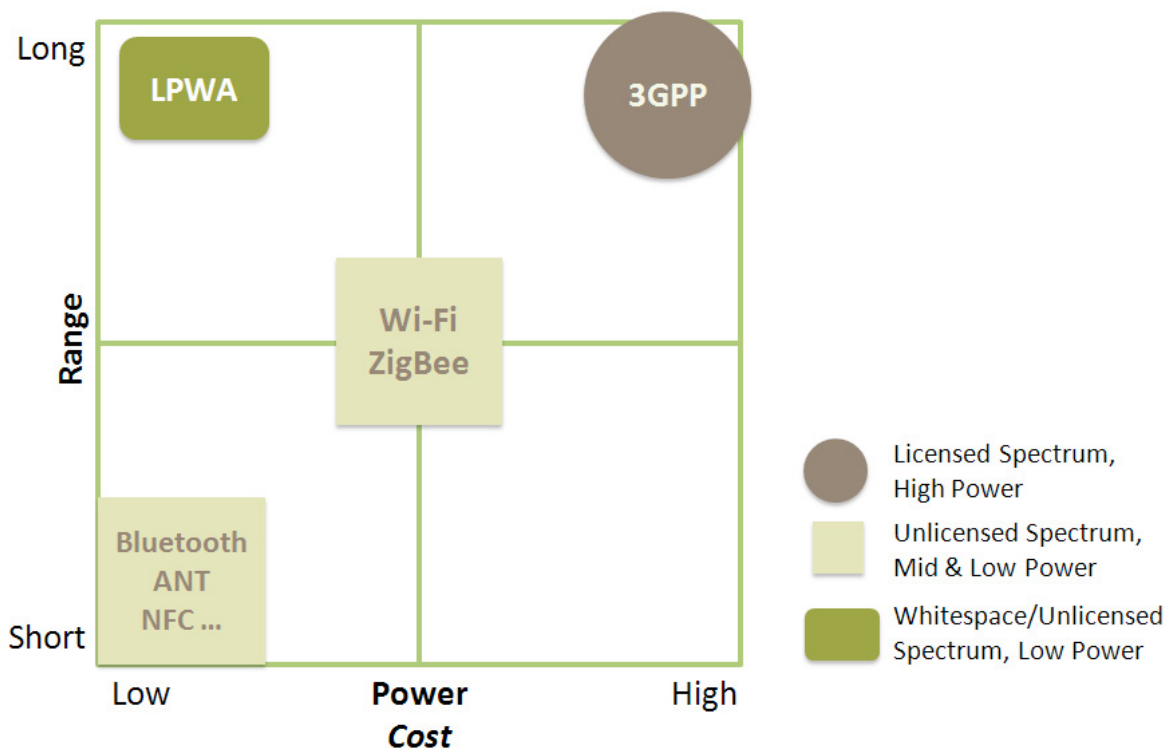 Long
LPWA
3GPP
Range
Wi-Fi
ZigBee
Bluetooth
ANT
NFC ...
Short
Low
Power
High
Cost
Licensed Spectrum,
High Power
Unlicensed Spectrum,
Mid & Low Power
Whitespace/Unlicensed
Spectrum, Low Power